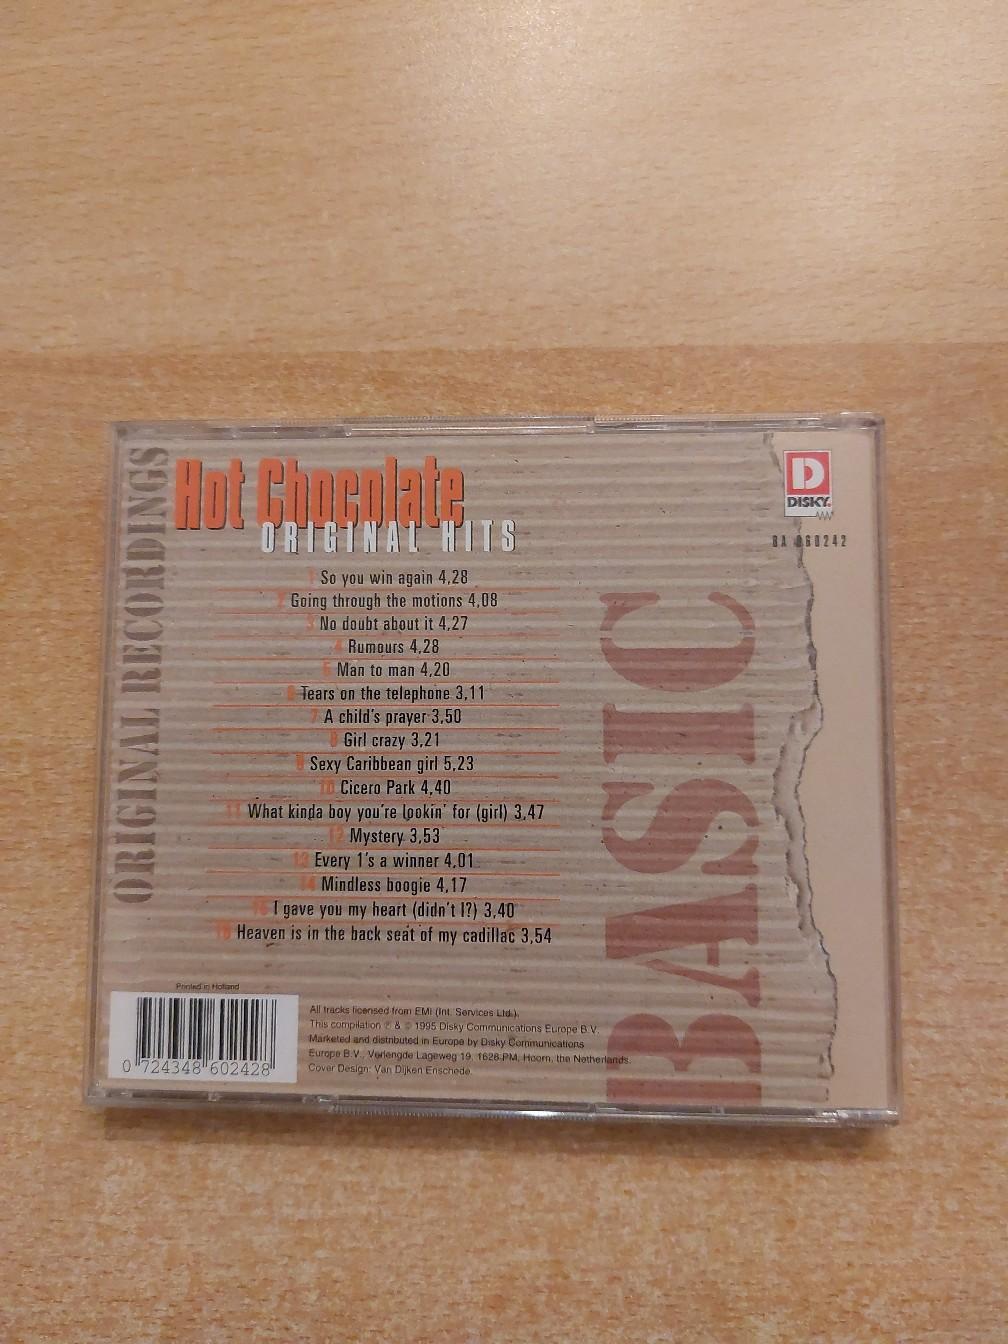 ORIGINAL RECORDINGS
Hot Chocolate
ORIGINAL HITS
D
DISKY
BA 860242
1 So you win again 4,28
2 Going through the motions 4,08
3 No doubt about it 4,27
4 Rumours 4,28
5 Man to man 4,20
6 Tears on the telephone 3,11
7 A child's prayer 3,50
8 Girl crazy 3,21
9 Sexy Caribbean girl 5,23
10 Cicero Park 4,40
11 What kinda boy you're lookin' for (girl) 3,47
12 Mystery 3,53
13 Every 1's a winner 4,01
14 Mindless boogie 4,17
15 I gave you my heart (didn't I?) 3,40
16 Heaven is in the back seat of my cadillac 3,54
BASIC
Printed in Holland
0 724348 602428
All tracks licensed from EMI (Int. Services Ltd.).
This compilation ℗ & © 1995 Disky Communications Europe B.V.
Marketed and distributed in Europe by Disky Communications
Europe B.V., Verlengde Lageweg 19, 1628 PM, Hoorn, the Netherlands.
Cover Design: Van Dijken Enschede.